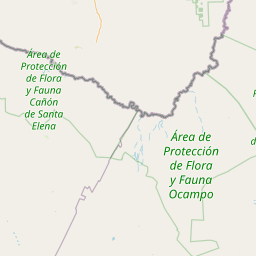 Área de
Protección
de Flora
y Fauna
Cañón
de Santa
Elena
Área de
Protección
de Flora
y Fauna
Ocampo